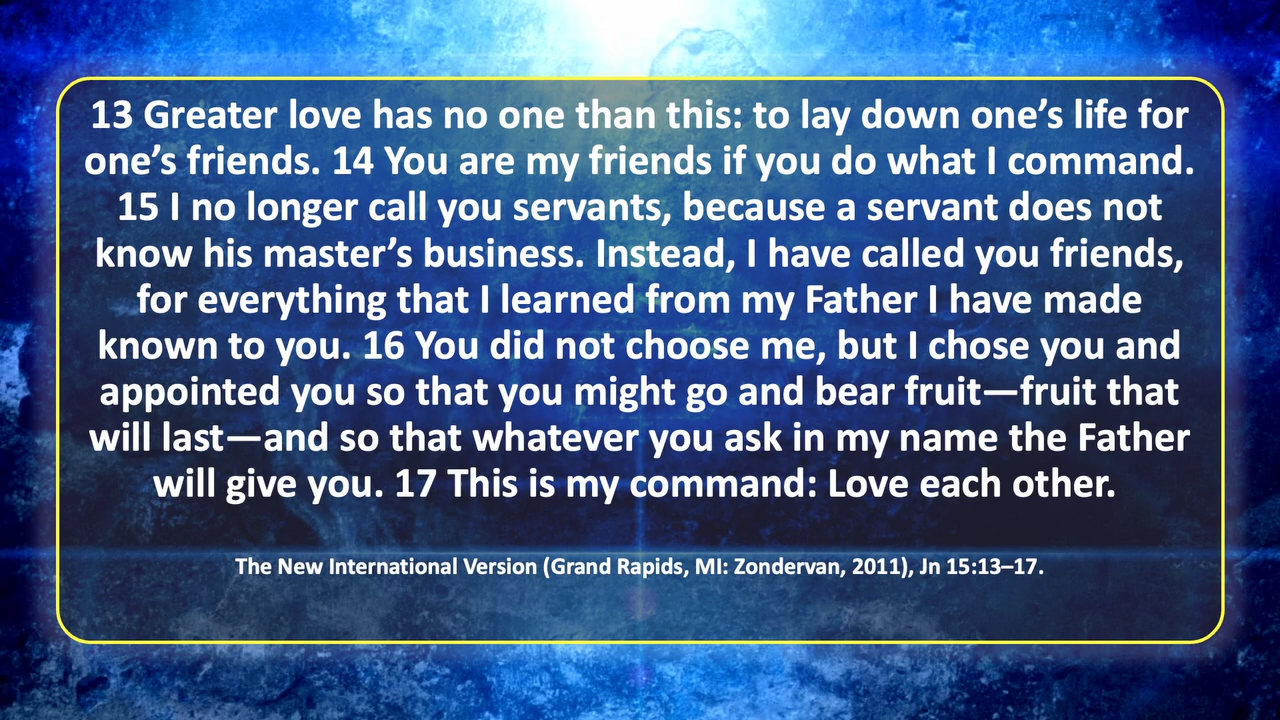 13 Greater love has no one than this: to lay down one’s life for
one’s friends. 14 You are my friends if you do what I command.
15 I no longer call you servants, because a servant does not
know his master’s business. Instead, I have called you friends,
for everything that I learned from my Father I have made
known to you. 16 You did not choose me, but I chose you and
appointed you so that you might go and bear fruit—fruit that
will last—and so that whatever you ask in my name the Father
will give you. 17 This is my command: Love each other.
The New International Version (Grand Rapids, MI: Zondervan, 2011), Jn 15:13–17.